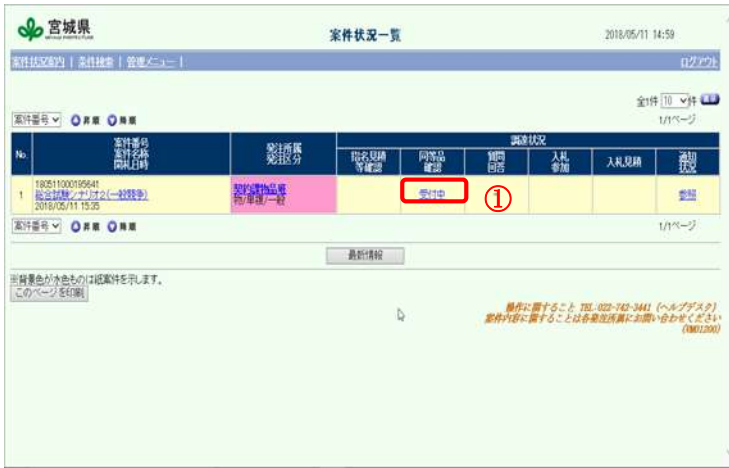 宮城県
MIYAGI PREFECTURE
案件状況一覧
2018/05/11 14:59
案件状況案内 | 条件検索 | 管理メニュー |
ログアウト
全1件 10 件
案件番号 昇順 降順
1/1ページ
No. 案件番号 案件名称 開札日時
発注所属 発注区分
調達状況
指名見積等確認
同等品確認
質問回答
入札参加
入札見積
通知状況
1
180511000195641
総合試験シナリオ2(一般競争)
2018/05/11 15:35
契約課物品班
物/単価/一般
受付中
①
参照
案件番号 昇順 降順
1/1ページ
最新情報
※背景色が水色ものは紙案件を示します。
このページを印刷
操作に関すること TEL:022-742-3441 (ヘルプデスク)
案件内容に関することは各発注所属にお問い合わせください
(WM01200)